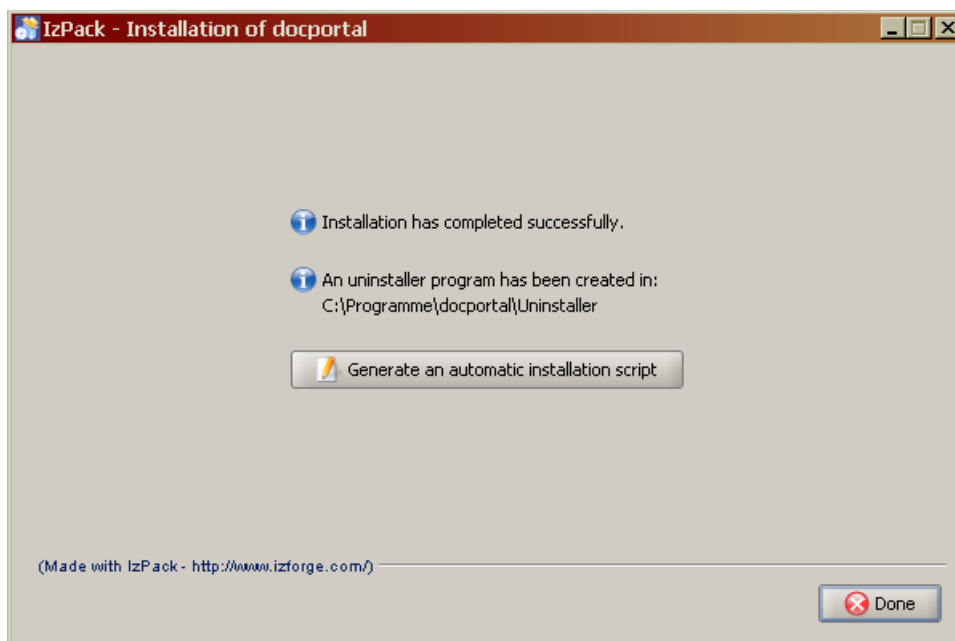 IzPack - Installation of docportal
Installation has completed successfully.
An uninstaller program has been created in:
C:\Programme\docportal\Uninstaller
Generate an automatic installation script
(Made with IzPack - http://www.izforge.com/)
Done